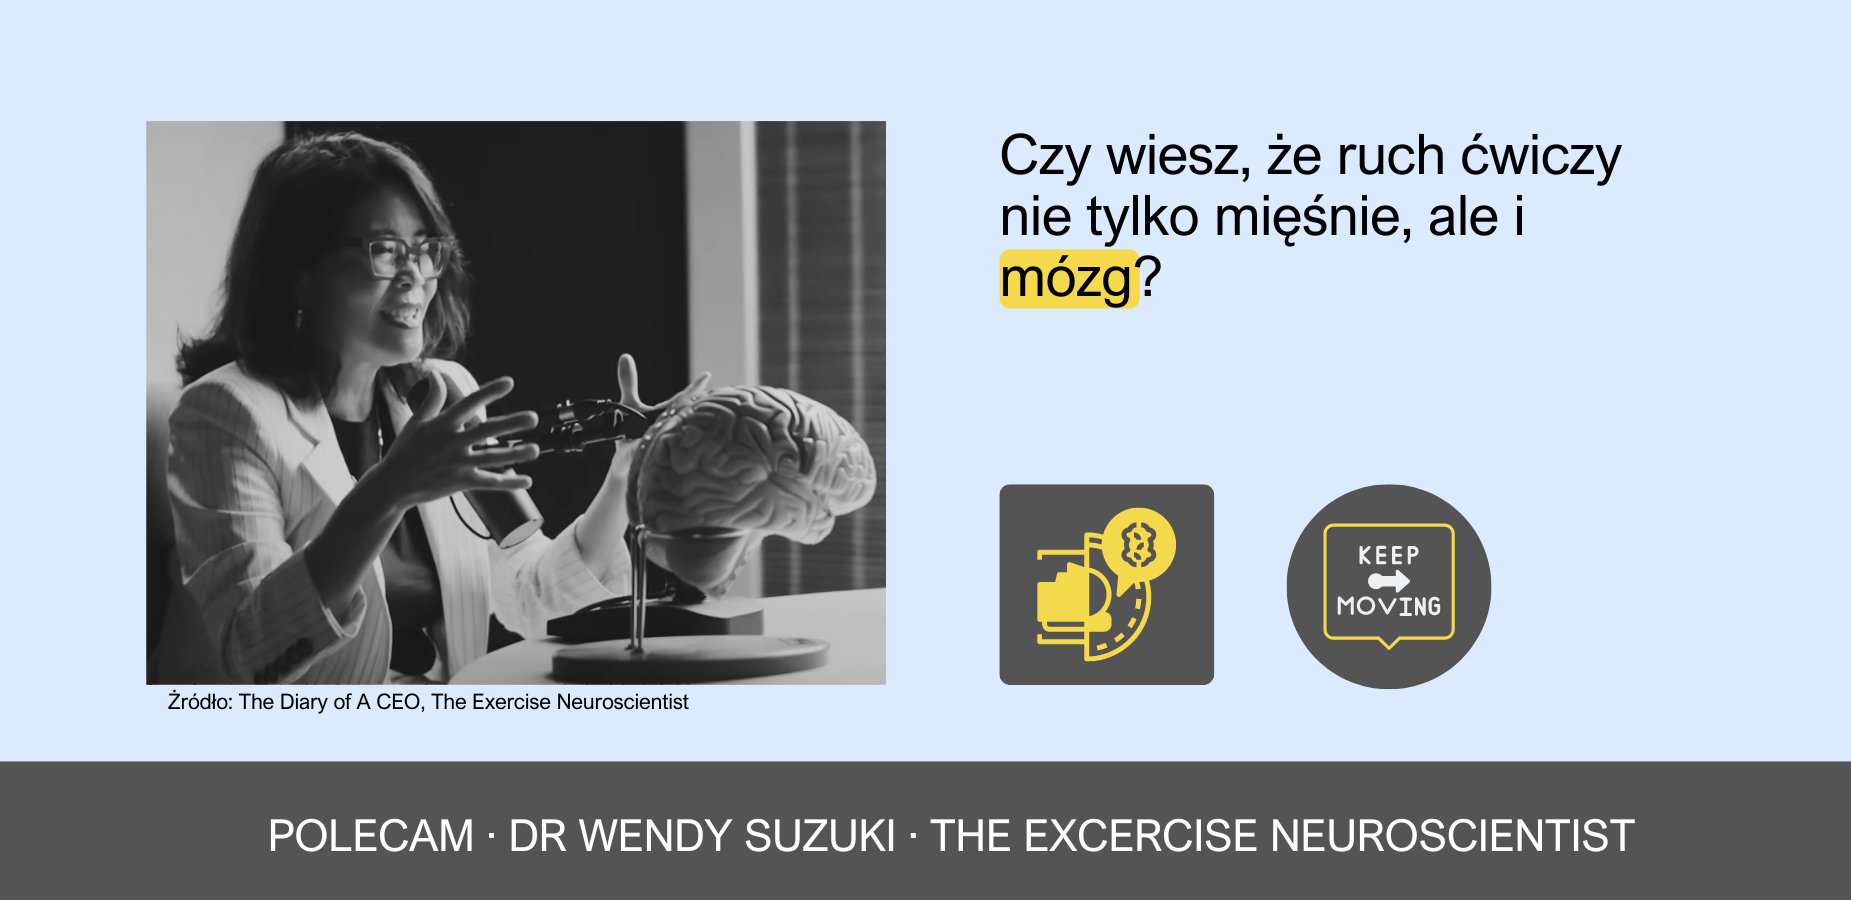 Czy wiesz, że ruch ćwiczy
nie tylko mięśnie, ale i
mózg?
KEEP
MOVING
Źródło: The Diary of A CEO, The Exercise Neuroscientist
POLECAM · DR WENDY SUZUKI · THE EXCERCISE NEUROSCIENTIST